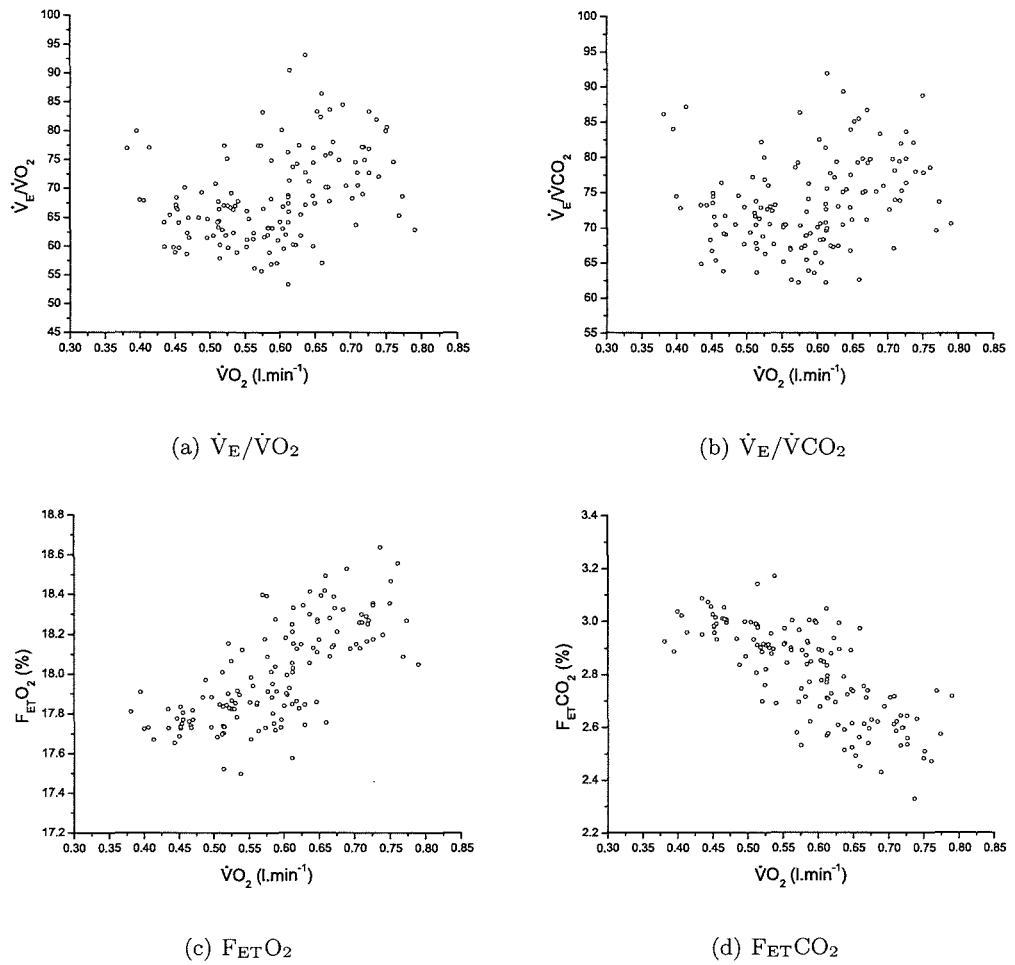 100
95
90
85
80
75
70
65
60
55
50
45
V̇E/V̇O₂
0.30 0.35 0.40 0.45 0.50 0.55 0.60 0.65 0.70 0.75 0.80 0.85
V̇O₂ (l.min⁻¹)
(a) V̇E/V̇O₂
100
95
90
85
80
75
70
65
60
55
V̇E/V̇CO₂
0.30 0.35 0.40 0.45 0.50 0.55 0.60 0.65 0.70 0.75 0.80 0.85
V̇O₂ (l.min⁻¹)
(b) V̇E/V̇CO₂
18.8
18.6
18.4
18.2
18.0
17.8
17.6
17.4
17.2
FETO₂ (%)
0.30 0.35 0.40 0.45 0.50 0.55 0.60 0.65 0.70 0.75 0.80 0.85
V̇O₂ (l.min⁻¹)
(c) FETO₂
3.4
3.2
3.0
2.8
2.6
2.4
2.2
FETCO₂ (%)
0.30 0.35 0.40 0.45 0.50 0.55 0.60 0.65 0.70 0.75 0.80 0.85
V̇O₂ (l.min⁻¹)
(d) FETCO₂